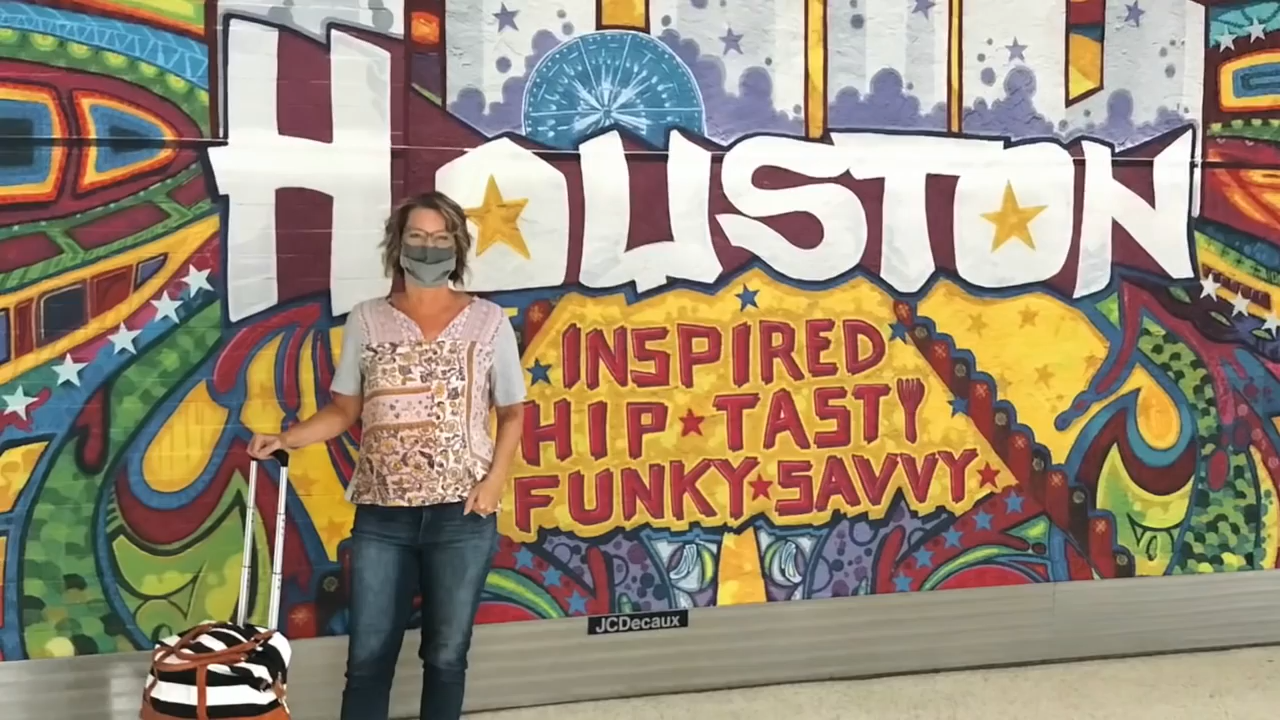 HOUSTON
INSPIRED
HIP TASTY
FUNKY SAVVY
JCDecaux